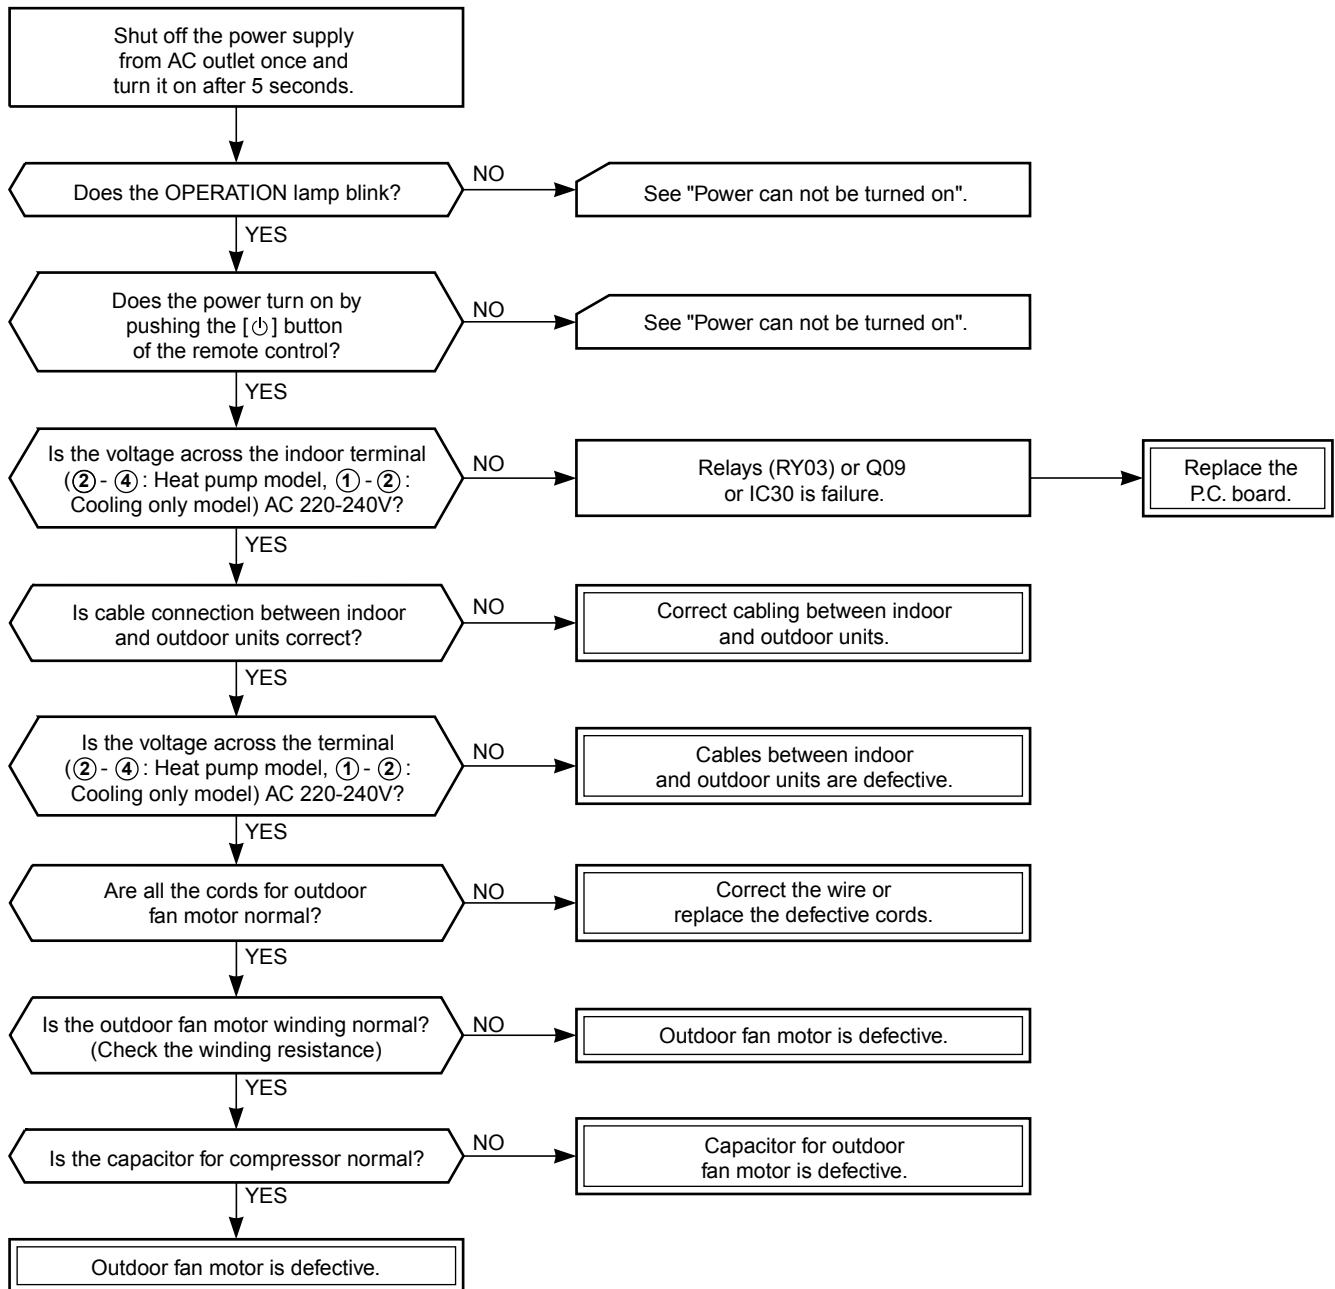 Shut off the power supply
from AC outlet once and
turn it on after 5 seconds.
Does the OPERATION lamp blink?
NO
See "Power can not be turned on".
YES
Does the power turn on by
pushing the [⏻] button
of the remote control?
NO
See "Power can not be turned on".
YES
Is the voltage across the indoor terminal
(② - ④ : Heat pump model, ① - ② :
Cooling only model) AC 220-240V?
NO
Relays (RY03) or Q09
or IC30 is failure.
Replace the
P.C. board.
YES
Is cable connection between indoor
and outdoor units correct?
NO
Correct cabling between indoor
and outdoor units.
YES
Is the voltage across the terminal
(② - ④ : Heat pump model, ① - ② :
Cooling only model) AC 220-240V?
NO
Cables between indoor
and outdoor units are defective.
YES
Are all the cords for outdoor
fan motor normal?
NO
Correct the wire or
replace the defective cords.
YES
Is the outdoor fan motor winding normal?
(Check the winding resistance)
NO
Outdoor fan motor is defective.
YES
Is the capacitor for compressor normal?
NO
Capacitor for outdoor
fan motor is defective.
YES
Outdoor fan motor is defective.